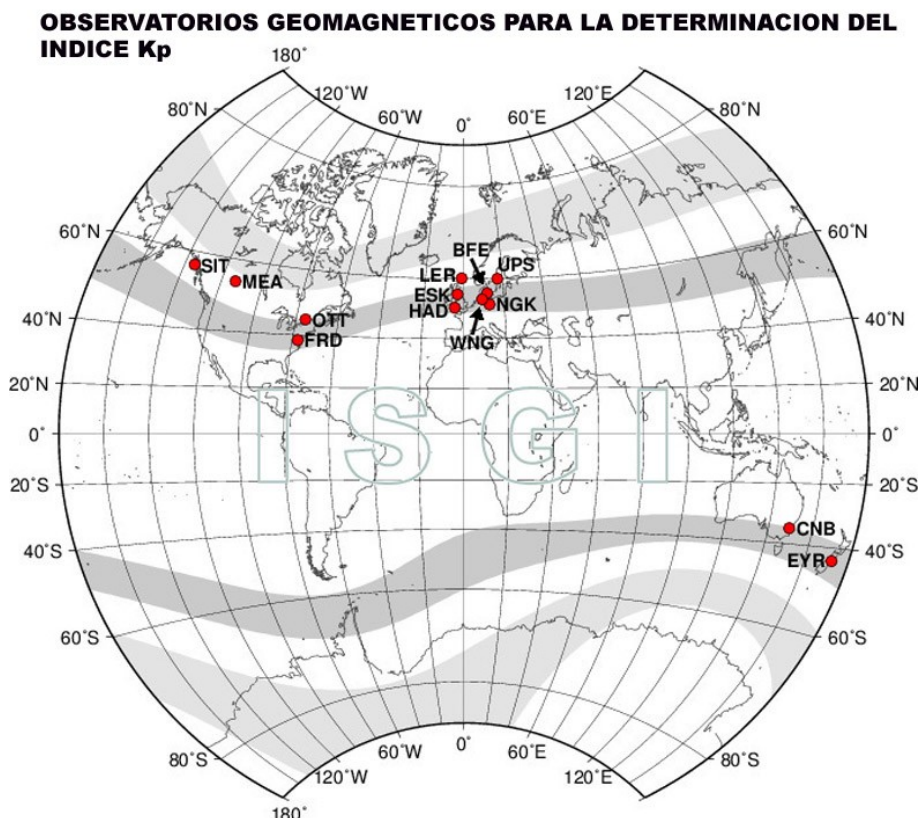 OBSERVATORIOS GEOMAGNETICOS PARA LA DETERMINACION DEL
INDICE Kp
180°
120°W
120°E
80°N
60°W
0°
60°E
80°N
60°N
60°N
BFE
SIT
LER
UPS
MEA
ESK
NGK
HAD
40°N
OTT
40°N
FRD
WNG
20°N
20°N
ISGI
0°
0°
20°S
20°S
CNB
40°S
40°S
EYR
60°S
60°S
80°S
60°W
0°
60°E
80°S
120°W
120°E
180°